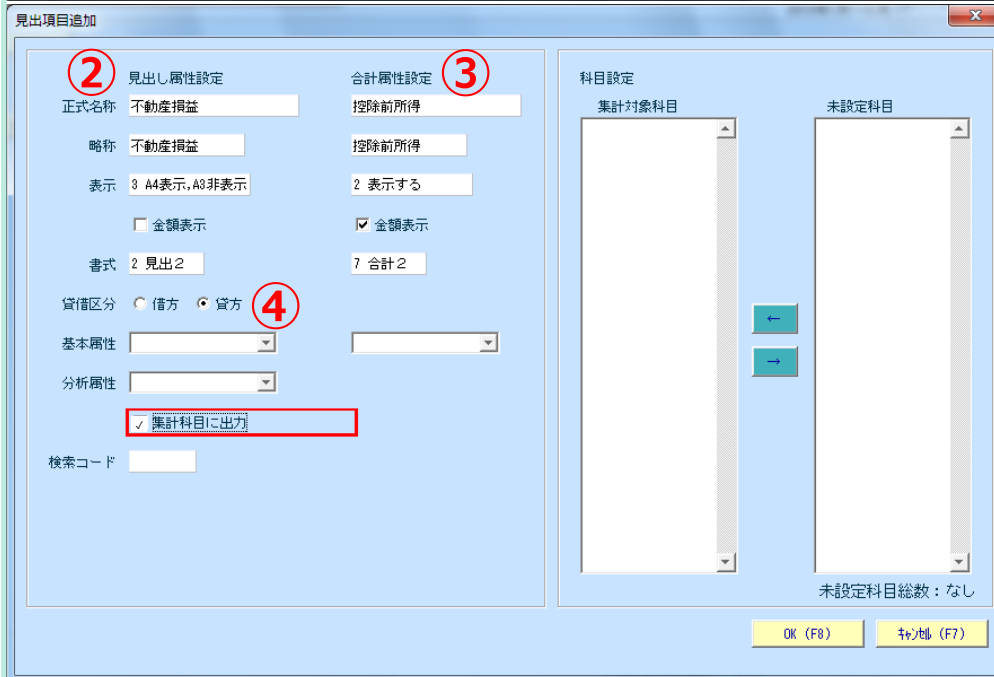 見出項目追加
② 見出し属性設定 合計属性設定 ③
正式名称 不動産損益 控除前所得
略称 不動産損益 控除前所得
表示 3 A4表示,A3非表示 2 表示する
金額表示 金額表示
書式 2 見出2 7 合計2
貸借区分 借方 貸方 ④
基本属性
分析属性
集計科目に出力
検索コード
科目設定
集計対象科目 未設定科目
←
→
未設定科目総数:なし
OK (F8) ｷｬﾝｾﾙ (F7)